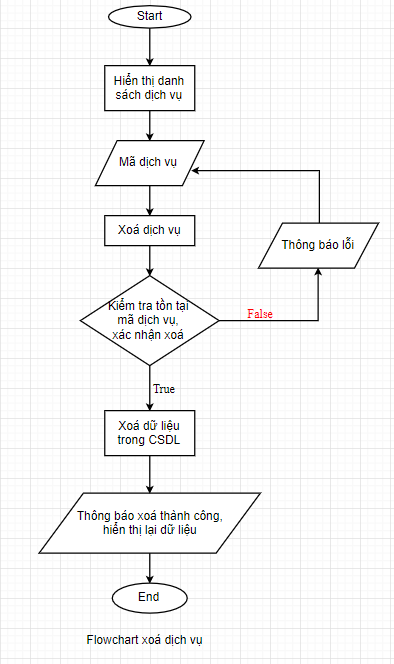 Start
Hiển thị danh
sách dịch vụ
Mã dịch vụ
Xoá dịch vụ
Thông báo lỗi
Kiểm tra tồn tại
mã dịch vụ,
xác nhận xoá
False
True
Xoá dữ liệu
trong CSDL
Thông báo xoá thành công,
hiển thị lại dữ liệu
End
Flowchart xoá dịch vụ